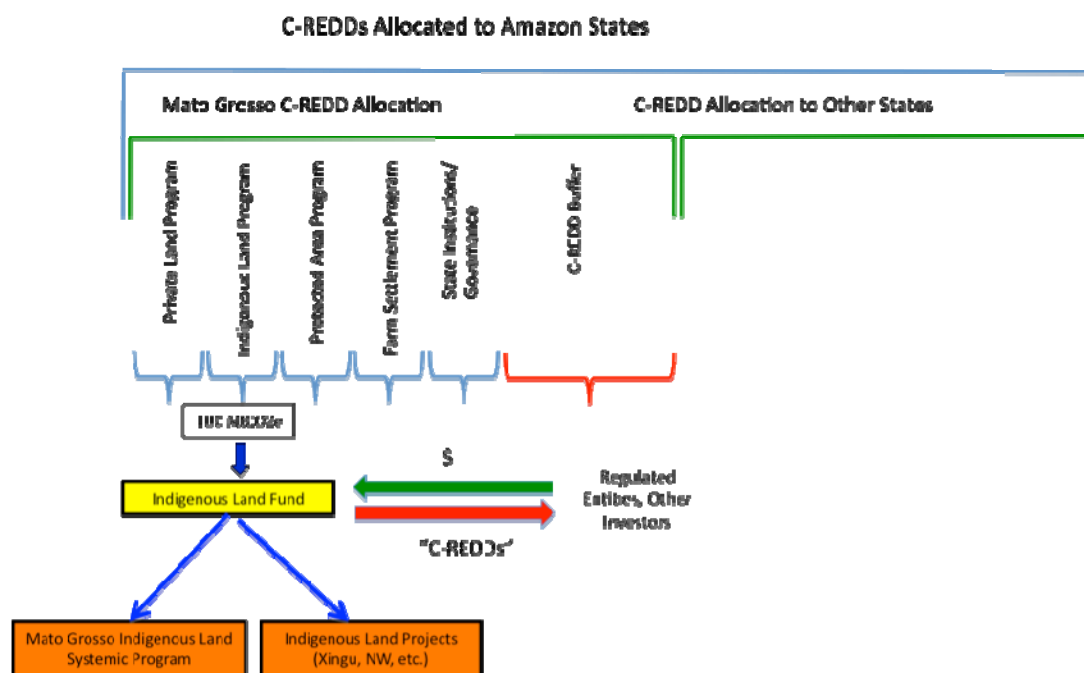 C-REDDs Allocated to Amazon States
Mato Grosso C-REDD Allocation
C-REDD Allocation to Other States
Private Land Program
Indigenous Land Program
Protected Area Program
Farm Settlement Program
State Institutions/
Governance
C-REDD Buffer
Indigenous Land Fund
$
"C-REDDs"
Regulated
Entities, Other
Investors
Mato Grosso Indigenous Land
Systemic Program
Indigenous Land Projects
(Xingu, NW, etc.)